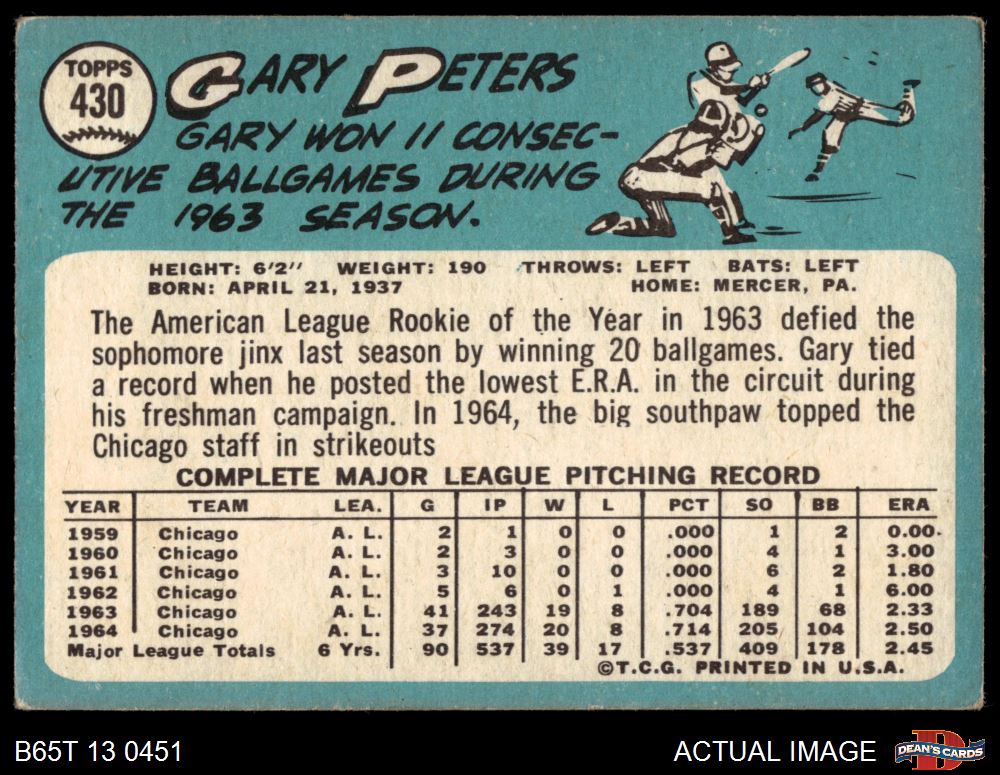 TOPPS
430
GARY PETERS
GARY WON 11 CONSEC-
UTIVE BALLGAMES DURING
THE 1963 SEASON.
HEIGHT: 6'2" WEIGHT: 190 THROWS: LEFT BATS: LEFT
BORN: APRIL 21, 1937 HOME: MERCER, PA.
The American League Rookie of the Year in 1963 defied the
sophomore jinx last season by winning 20 ballgames. Gary tied
a record when he posted the lowest E.R.A. in the circuit during
his freshman campaign. In 1964, the big southpaw topped the
Chicago staff in strikeouts
COMPLETE MAJOR LEAGUE PITCHING RECORD
YEAR TEAM LEA. G IP W L PCT SO BB ERA
1959 Chicago A. L. 2 1 0 0 .000 1 2 0.00
1960 Chicago A. L. 2 3 0 0 .000 4 1 3.00
1961 Chicago A. L. 3 10 0 0 .000 6 2 1.80
1962 Chicago A. L. 5 6 0 1 .000 4 1 6.00
1963 Chicago A. L. 41 243 19 8 .704 189 68 2.33
1964 Chicago A. L. 37 274 20 8 .714 205 104 2.50
Major League Totals 6 Yrs. 90 537 39 17 .537 409 178 2.45
©T.C.G. PRINTED IN U.S.A.
B65T 13 0451 ACTUAL IMAGE DEAN'S CARDS